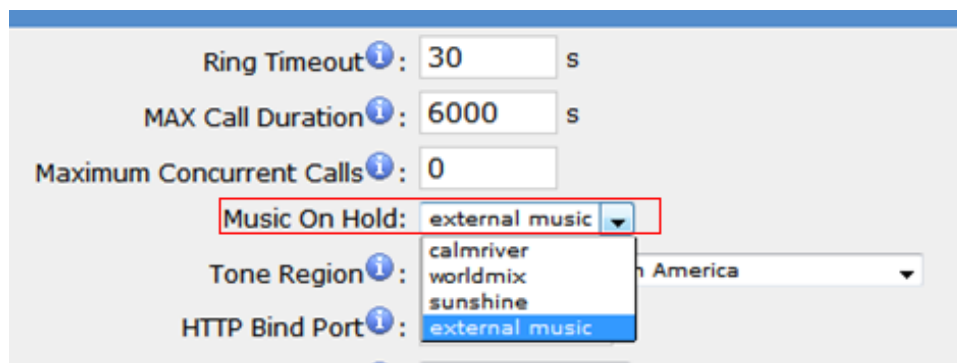 Ring Timeout : 30 s
MAX Call Duration : 6000 s
Maximum Concurrent Calls : 0
Music On Hold: external music
calmriver
Tone Region : worldmix America
sunshine
HTTP Bind Port : external music